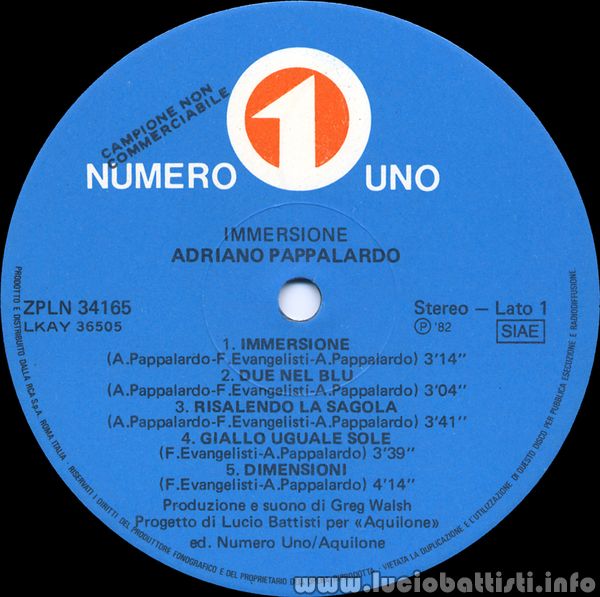 CAMPIONE NON
COMMERCIABILE
1
NUMERO UNO
IMMERSIONE
ADRIANO PAPPALARDO
ZPLN 34165
LKAY 36505
Stereo — Lato 1
Ⓟ '82 SIAE
1. IMMERSIONE
(A.Pappalardo-F.Evangelisti-A.Pappalardo) 3'14"
2. DUE NEL BLU
(A.Pappalardo-F.Evangelisti-A.Pappalardo) 3'04"
3. RISALENDO LA SAGOLA
(A.Pappalardo-F.Evangelisti-A.Pappalardo) 3'41"
4. GIALLO UGUALE SOLE
(F.Evangelisti-A.Pappalardo) 3'39"
5. DIMENSIONI
(F.Evangelisti-A.Pappalardo) 4'14"
Produzione e suono di Greg Walsh
Progetto di Lucio Battisti per «Aquilone»
ed. Numero Uno/Aquilone
PRODOTTO E DISTRIBUITO DALLA RCA S.p.A. ROMA, ITALIA - RISERVATI I DIRITTI DEL PRODUTTORE FONOGRAFICO E DEL PROPRIETARIO PRODOTTA. - VIETATA LA DUPLICAZIONE E L'UTILIZZAZIONE DI QUESTO DISCO PER PUBBLICA ESECUZIONE E RADIODIFFUSIONE
www.luciobattisti.info